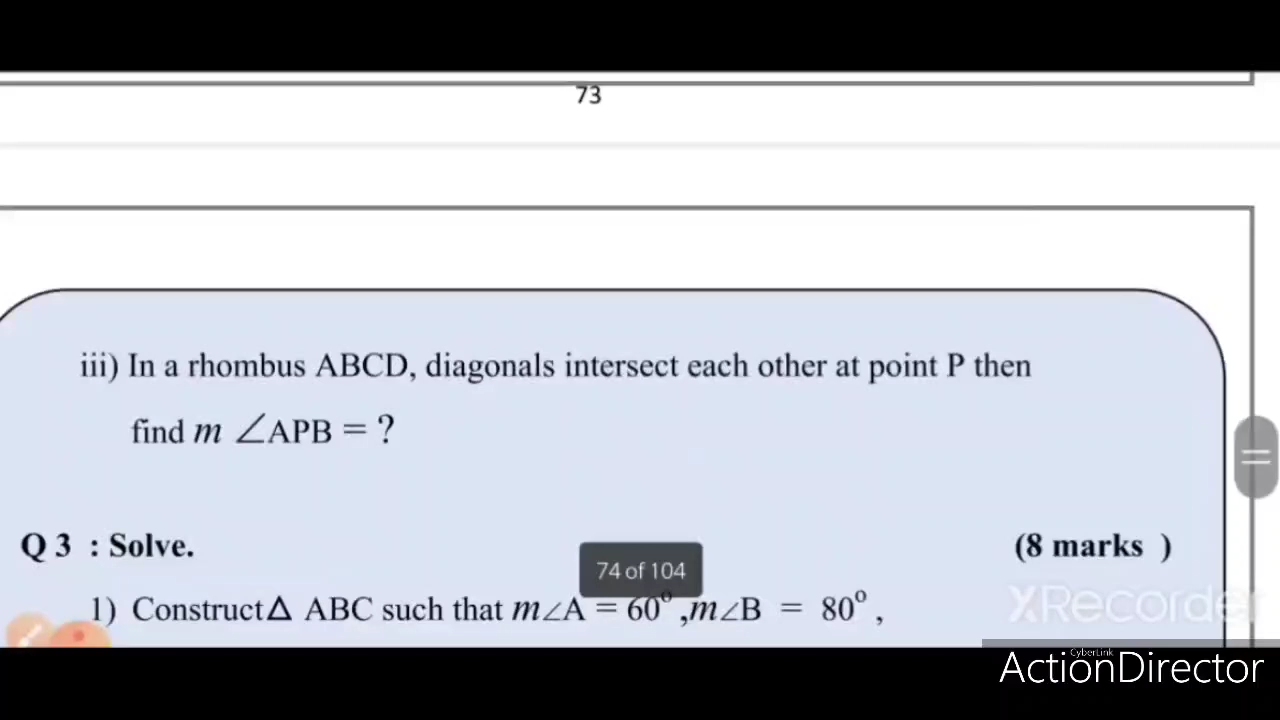 73
iii) In a rhombus ABCD, diagonals intersect each other at point P then
find m ∠APB = ?
Q 3 : Solve. (8 marks )
74 of 104
1) Construct△ ABC such that m∠A = 60° ,m∠B = 80° ,
XRecorder
CyberLink
ActionDirector